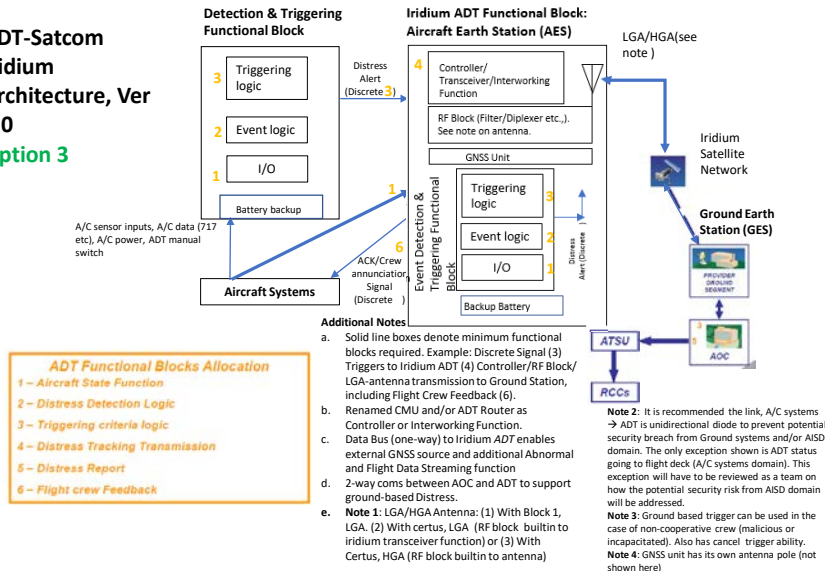 DT-Satcom
idium
rchitecture, Ver
0
ption 3
Detection & Triggering
Functional Block
3
Triggering
logic
2
Event logic
1
I/O
Battery backup
A/C sensor inputs, A/C data (717
etc), A/C power, ADT manual
switch
Aircraft Systems
Distress
Alert
(Discrete 3)
1
6
ACK/Crew
annunciation
Signal
(Discrete )
Iridium ADT Functional Block:
Aircraft Earth Station (AES)
4
Controller/
Transceiver/Interworking
Function
RF Block (Filter/Diplexer etc.,).
See note on antenna.
GNSS Unit
Event Detection &
Triggering Functional
Block
Triggering
logic
3
Event logic
2
I/O
1
Distress
Alert (Discrete )
Backup Battery
LGA/HGA(see
note )
Iridium
Satellite
Network
Ground Earth
Station (GES)
PROVIDER
GROUND
SEGMENT
3
5
AOC
ATSU
RCCs
ADT Functional Blocks Allocation
1 – Aircraft State Function
2 – Distress Detection Logic
3 – Triggering criteria logic
4 – Distress Tracking Transmission
5 – Distress Report
6 – Flight crew Feedback
Additional Notes
a. Solid line boxes denote minimum functional
blocks required. Example: Discrete Signal (3)
Triggers to Iridium ADT (4) Controller/RF Block/
LGA-antenna transmission to Ground Station,
including Flight Crew Feedback (6).
b. Renamed CMU and/or ADT Router as
Controller or Interworking Function.
c. Data Bus (one-way) to Iridium ADT enables
external GNSS source and additional Abnormal
and Flight Data Streaming function
d. 2-way coms between AOC and ADT to support
ground-based Distress.
e. Note 1: LGA/HGA Antenna: (1) With Block 1,
LGA. (2) With certus, LGA (RF block builtin to
iridium transceiver function) or (3) With
Certus, HGA (RF block builtin to antenna)
Note 2: It is recommended the link, A/C systems
→ ADT is unidirectional diode to prevent potential
security breach from Ground systems and/or AISD
domain. The only exception shown is ADT status
going to flight deck (A/C systems domain). This
exception will have to be reviewed as a team on
how the potential security risk from AISD domain
will be addressed.
Note 3: Ground based trigger can be used in the
case of non-cooperative crew (malicious or
incapacitated). Also has cancel trigger ability.
Note 4: GNSS unit has its own antenna pole (not
shown here)